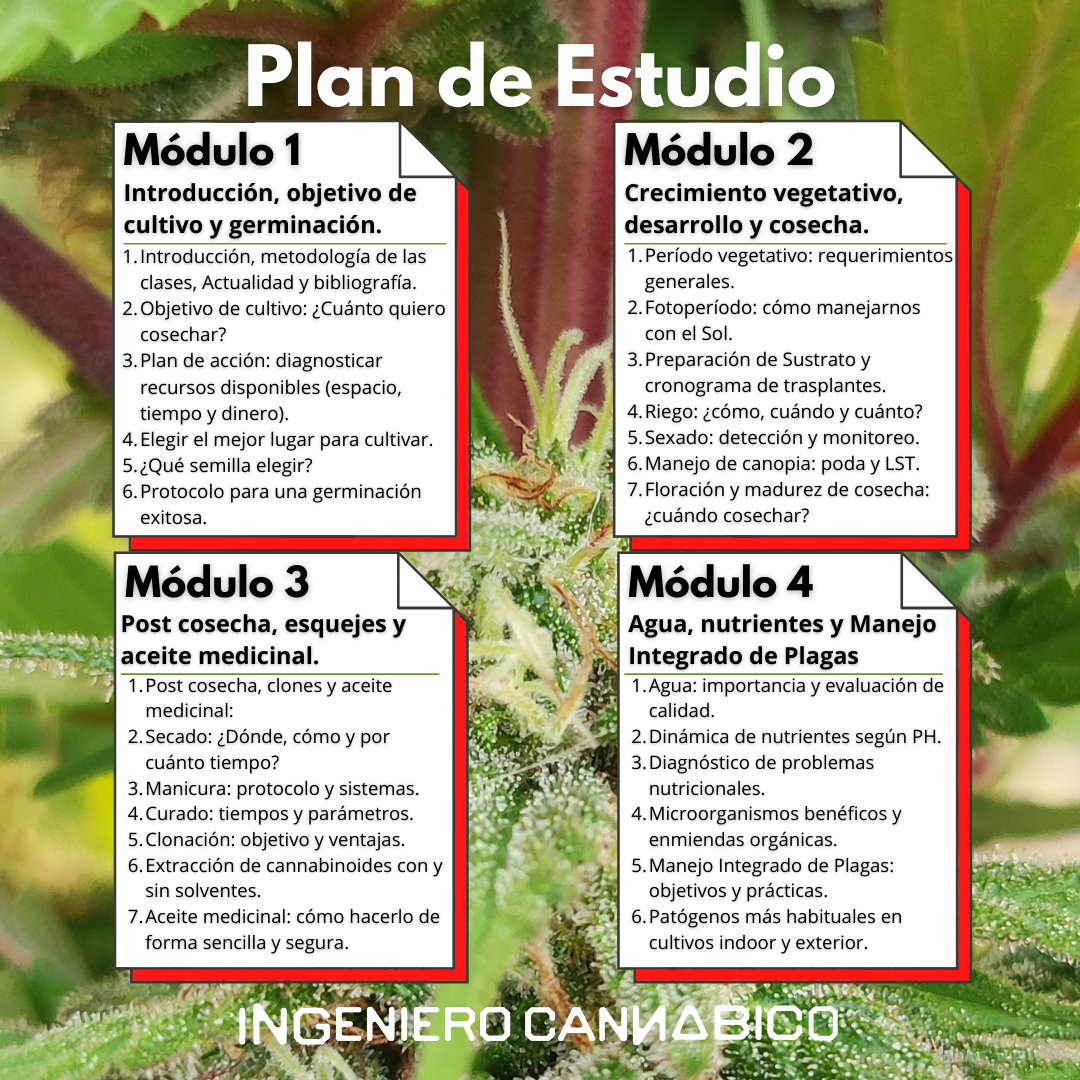 Plan de Estudio
Módulo 1
Introducción, objetivo de
cultivo y germinación.
1. Introducción, metodología de las
clases, Actualidad y bibliografía.
2. Objetivo de cultivo: ¿Cuánto quiero
cosechar?
3. Plan de acción: diagnosticar
recursos disponibles (espacio,
tiempo y dinero).
4. Elegir el mejor lugar para cultivar.
5. ¿Qué semilla elegir?
6. Protocolo para una germinación
exitosa.
Módulo 2
Crecimiento vegetativo,
desarrollo y cosecha.
1. Período vegetativo: requerimientos
generales.
2. Fotoperíodo: cómo manejarnos
con el Sol.
3. Preparación de Sustrato y
cronograma de trasplantes.
4. Riego: ¿cómo, cuándo y cuánto?
5. Sexado: detección y monitoreo.
6. Manejo de canopia: poda y LST.
7. Floración y madurez de cosecha:
¿cuándo cosechar?
Módulo 3
Post cosecha, esquejes y
aceite medicinal.
1. Post cosecha, clones y aceite
medicinal:
2. Secado: ¿Dónde, cómo y por
cuánto tiempo?
3. Manicura: protocolo y sistemas.
4. Curado: tiempos y parámetros.
5. Clonación: objetivo y ventajas.
6. Extracción de cannabinoides con y
sin solventes.
7. Aceite medicinal: cómo hacerlo de
forma sencilla y segura.
Módulo 4
Agua, nutrientes y Manejo
Integrado de Plagas
1. Agua: importancia y evaluación de
calidad.
2. Dinámica de nutrientes según PH.
3. Diagnóstico de problemas
nutricionales.
4. Microorganismos benéficos y
enmiendas orgánicas.
5. Manejo Integrado de Plagas:
objetivos y prácticas.
6. Patógenos más habituales en
cultivos indoor y exterior.
INGENIERO CANNABICO